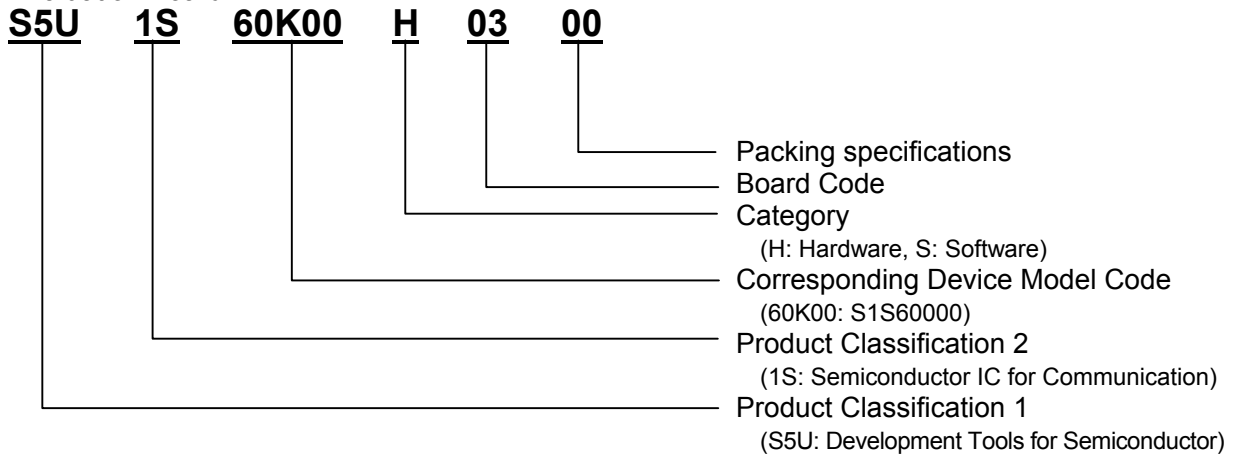 S5U 1S 60K00 H 03 00
Packing specifications
Board Code
Category
(H: Hardware, S: Software)
Corresponding Device Model Code
(60K00: S1S60000)
Product Classification 2
(1S: Semiconductor IC for Communication)
Product Classification 1
(S5U: Development Tools for Semiconductor)